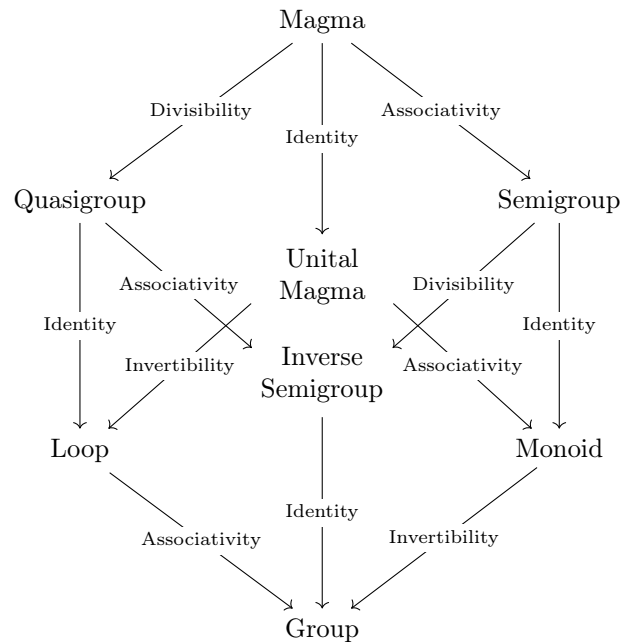 Magma
Divisibility
Associativity
Identity
Quasigroup
Semigroup
Unital
Magma
Associativity
Divisibility
Identity
Identity
Inverse
Semigroup
Invertibility
Associativity
Loop
Monoid
Identity
Associativity
Invertibility
Group